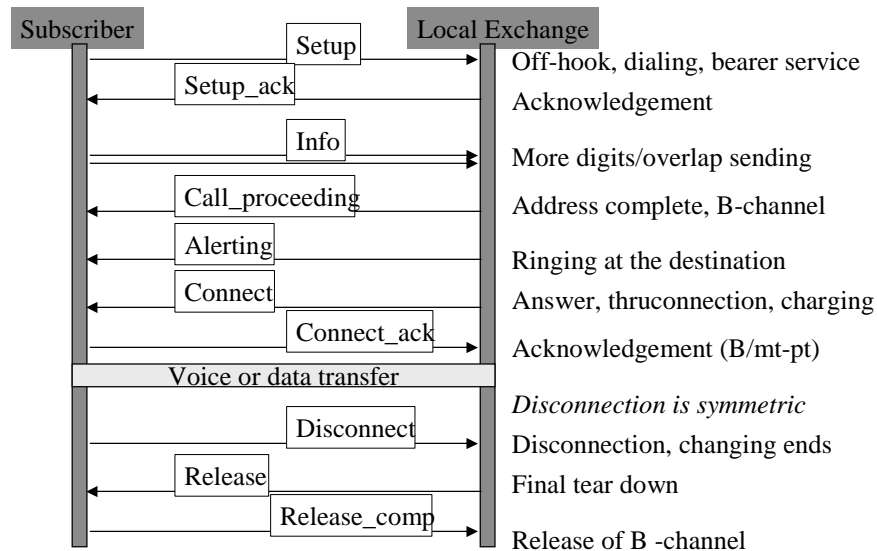 Subscriber
Local Exchange
Setup
Off-hook, dialing, bearer service
Setup_ack
Acknowledgement
Info
More digits/overlap sending
Call_proceeding
Address complete, B-channel
Alerting
Ringing at the destination
Connect
Answer, thruconnection, charging
Connect_ack
Acknowledgement (B/mt-pt)
Voice or data transfer
Disconnection is symmetric
Disconnect
Disconnection, changing ends
Release
Final tear down
Release_comp
Release of B -channel